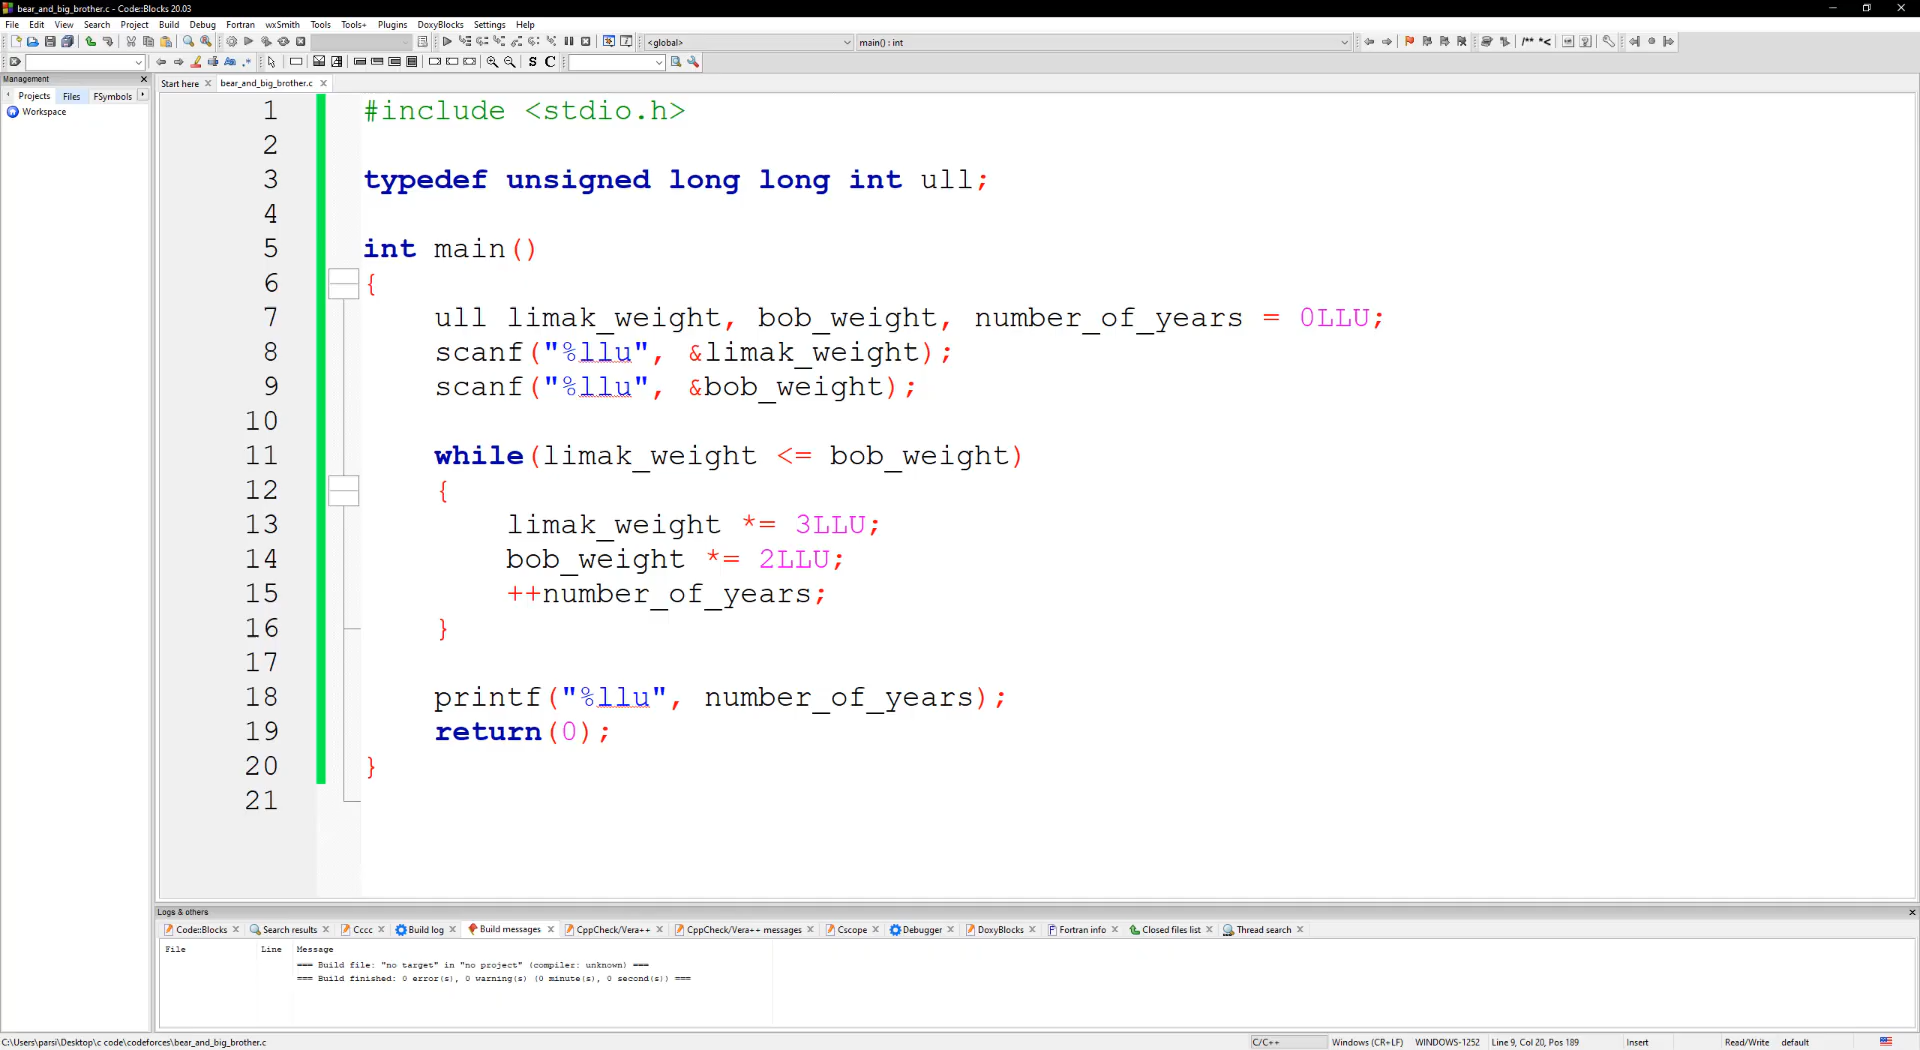 bear_and_big_brother.c - Code::Blocks 20.03
File Edit View Search Project Build Debug Fortran wxSmith Tools Tools+ Plugins DoxyBlocks Settings Help
<global> main() : int
/** *<
S C
Management
Projects Files FSymbols
Workspace
Start here bear_and_big_brother.c
1 #include <stdio.h>
2
3 typedef unsigned long long int ull;
4
5 int main()
6 {
7 ull limak_weight, bob_weight, number_of_years = 0LLU;
8 scanf("%llu", &limak_weight);
9 scanf("%llu", &bob_weight);
10
11 while(limak_weight <= bob_weight)
12 {
13 limak_weight *= 3LLU;
14 bob_weight *= 2LLU;
15 ++number_of_years;
16 }
17
18 printf("%llu", number_of_years);
19 return(0);
20 }
21
Logs & others
Code::Blocks Search results Cccc Build log Build messages CppCheck/Vera++ CppCheck/Vera++ messages Cscope Debugger DoxyBlocks Fortran info Closed files list Thread search
File Line Message
=== Build file: "no target" in "no project" (compiler: unknown) ===
=== Build finished: 0 error(s), 0 warning(s) (0 minute(s), 0 second(s)) ===
C:\Users\parsi\Desktop\c code\codeforces\bear_and_big_brother.c C/C++ Windows (CR+LF) WINDOWS-1252 Line 9, Col 20, Pos 189 Insert Read/Write default